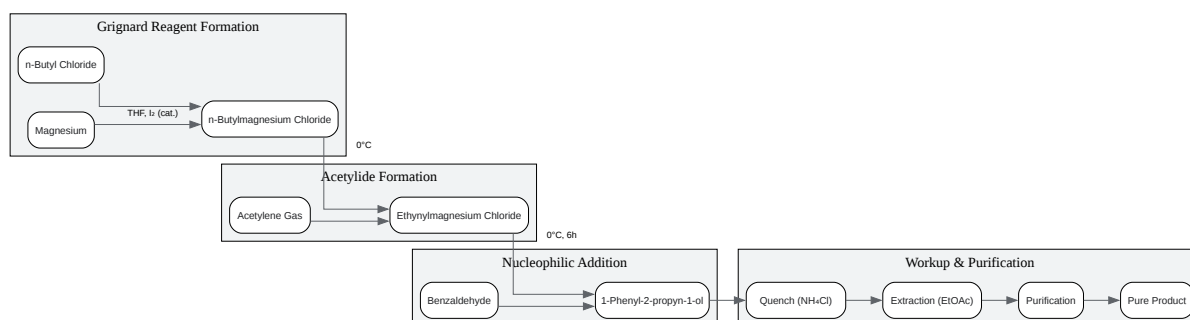 Grignard Reagent Formation
n-Butyl Chloride
THF, I₂ (cat.)
Magnesium
n-Butylmagnesium Chloride
0°C
Acetylide Formation
Acetylene Gas
Ethynylmagnesium Chloride
0°C, 6h
Nucleophilic Addition
Benzaldehyde
1-Phenyl-2-propyn-1-ol
Workup & Purification
Quench (NH₄Cl)
Extraction (EtOAc)
Purification
Pure Product